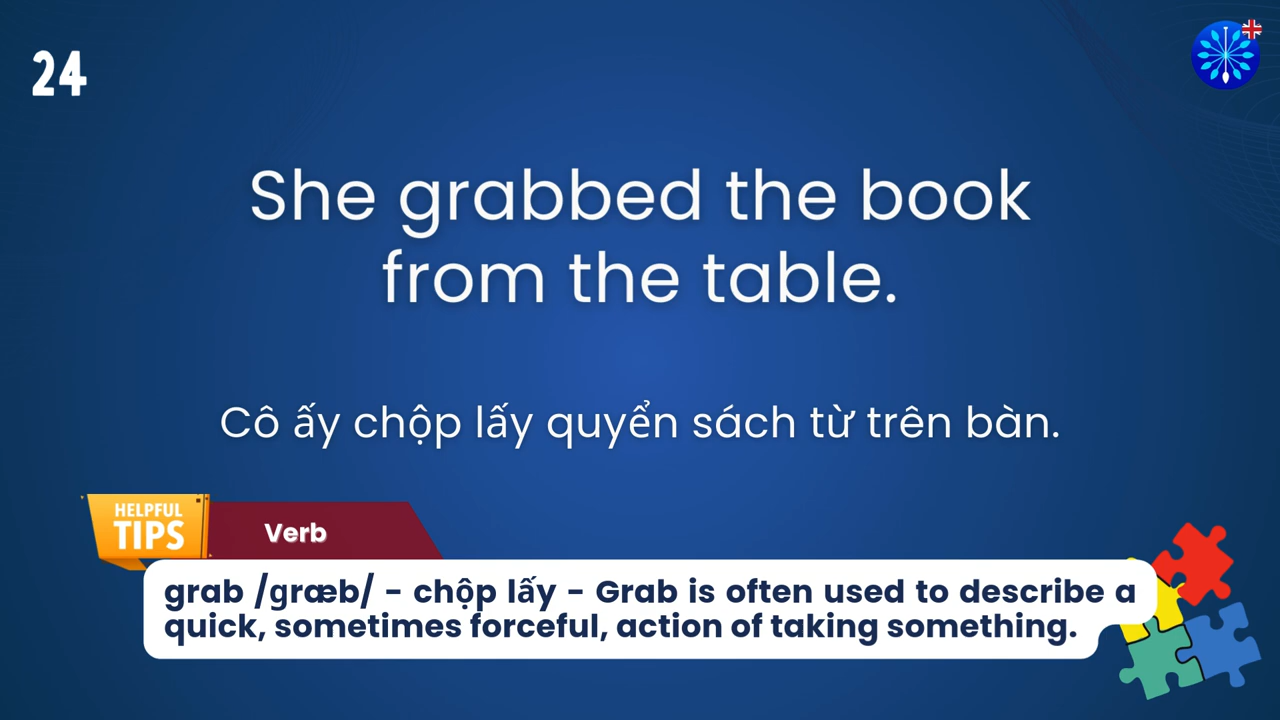 24
She grabbed the book
from the table.
Cô ấy chộp lấy quyển sách từ trên bàn.
HELPFUL
TIPS
Verb
grab /græb/ - chộp lấy - Grab is often used to describe a
quick, sometimes forceful, action of taking something.